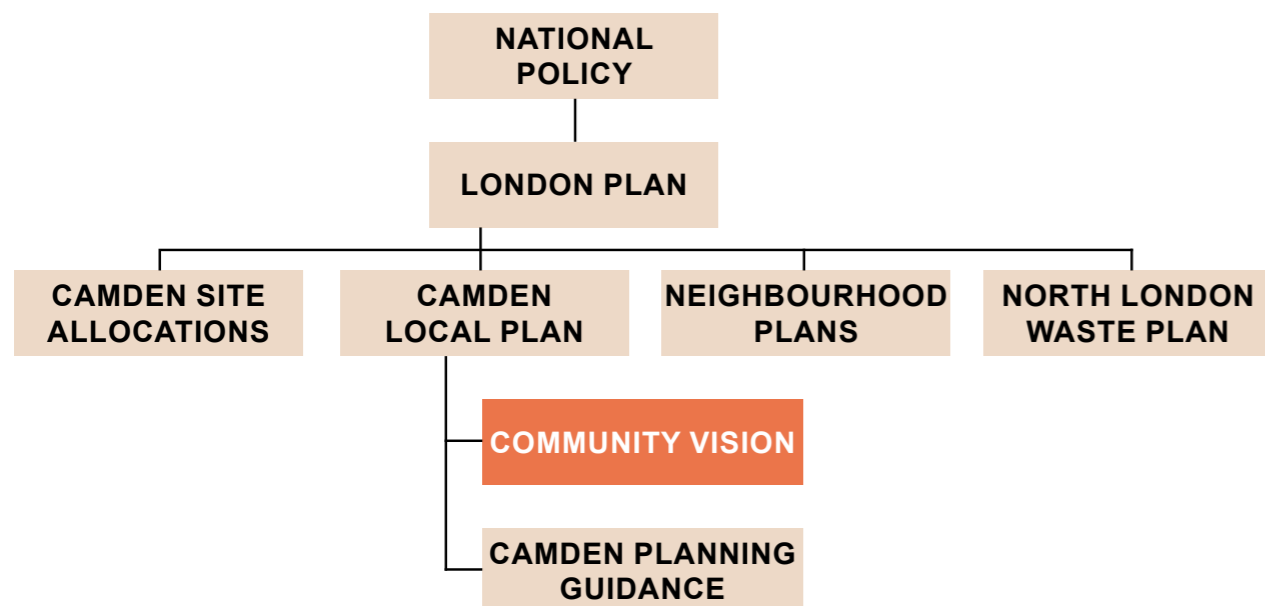 NATIONAL
POLICY
LONDON PLAN
CAMDEN SITE
ALLOCATIONS
CAMDEN
LOCAL PLAN
NEIGHBOURHOOD
PLANS
NORTH LONDON
WASTE PLAN
COMMUNITY VISION
CAMDEN PLANNING
GUIDANCE